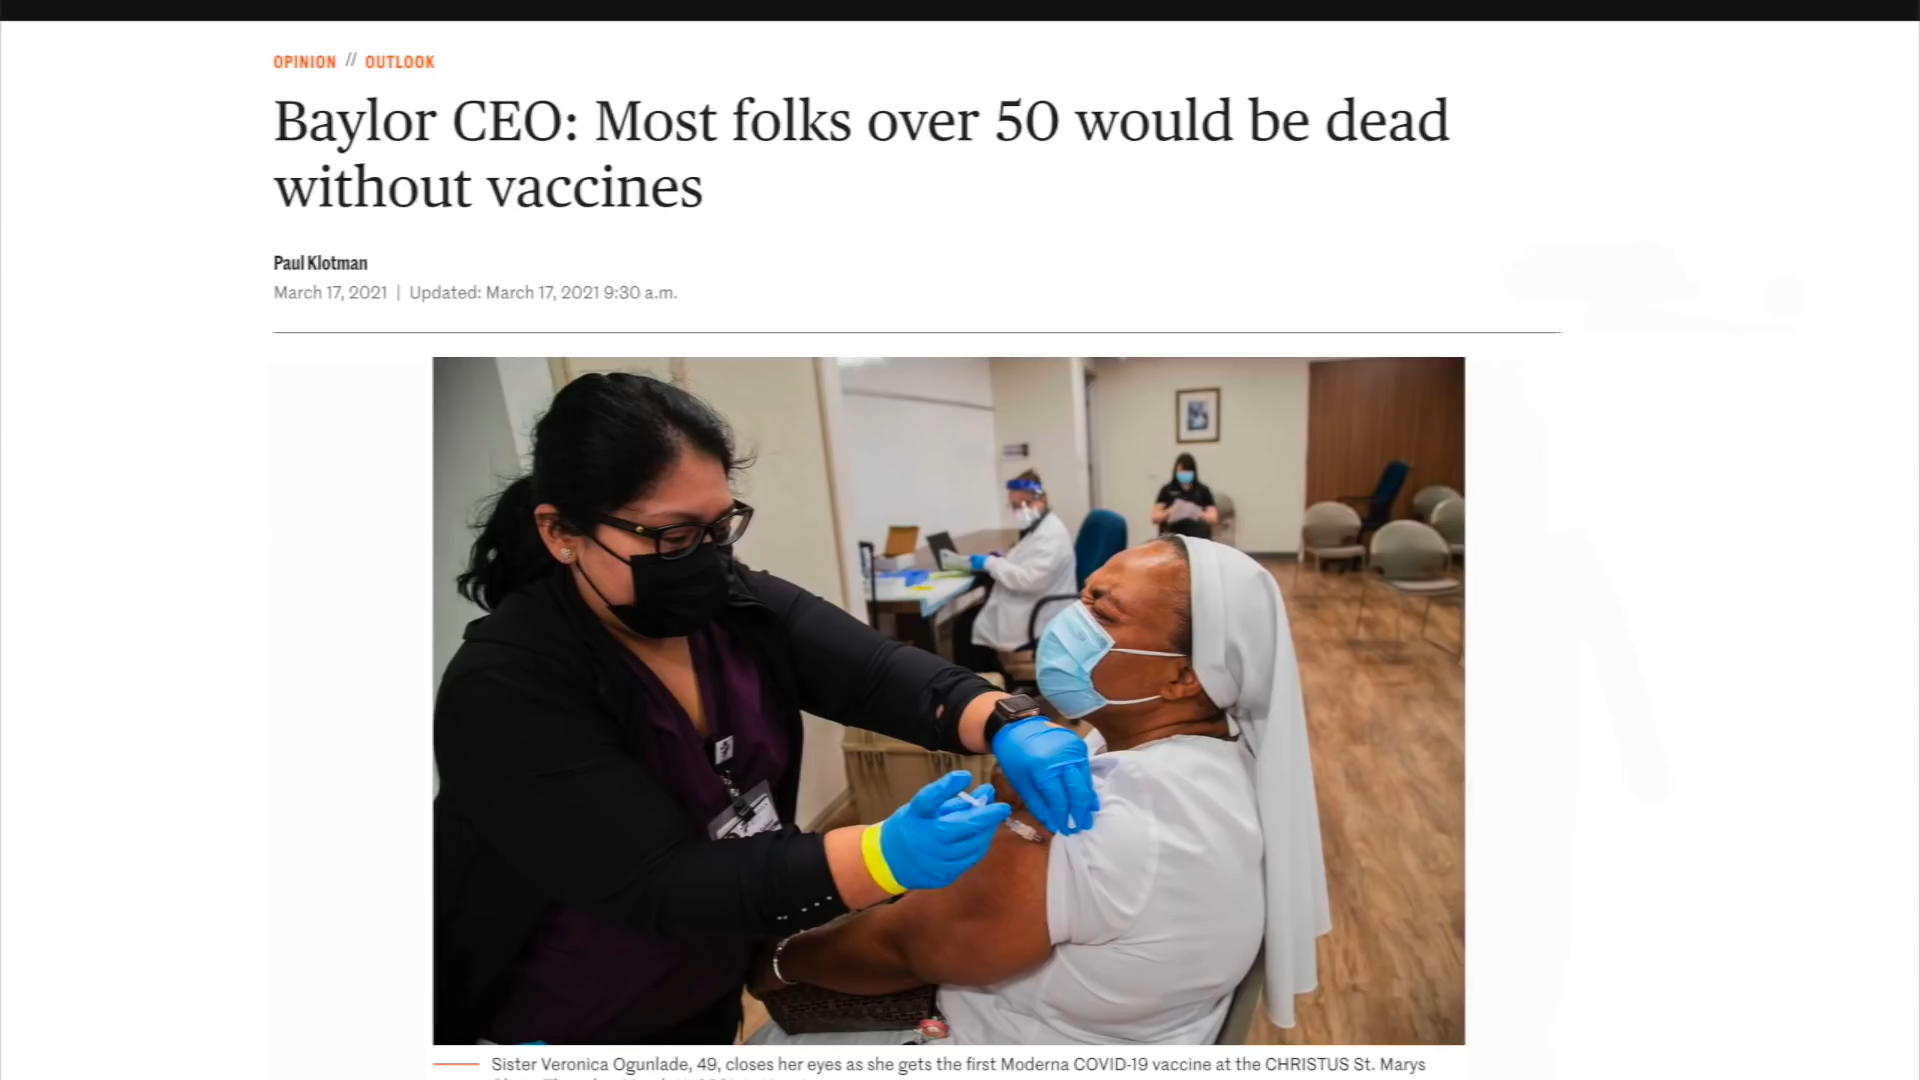 OPINION // OUTLOOK
Baylor CEO: Most folks over 50 would be dead
without vaccines
Paul Klotman
March 17, 2021 | Updated: March 17, 2021 9:30 a.m.
Sister Veronica Ogunlade, 49, closes her eyes as she gets the first Moderna COVID-19 vaccine at the CHRISTUS St. Marys